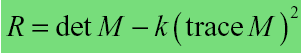 R = det M − k(trace M)²